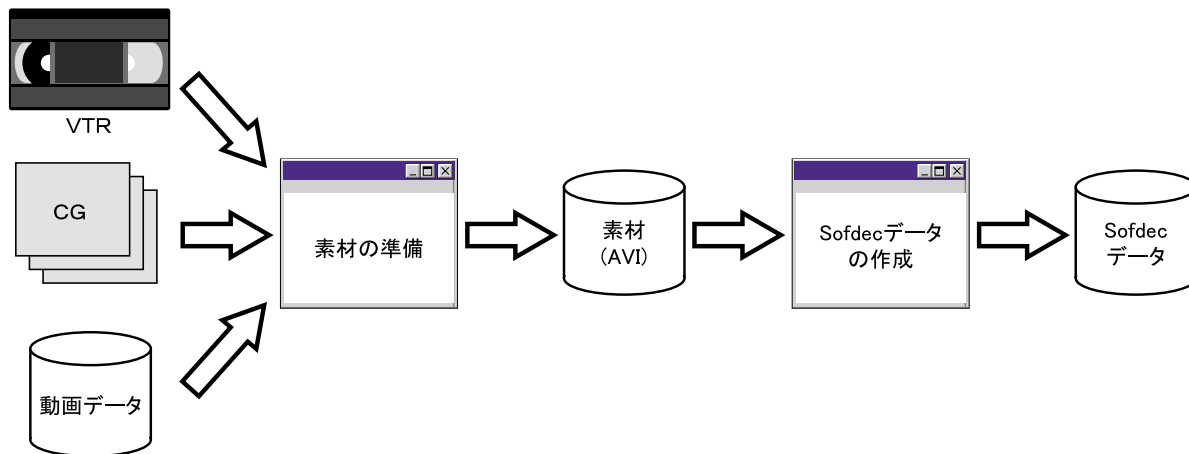 VTR
CG
動画データ
素材の準備
素材
(AVI)
Sofdecデータ
の作成
Sofdec
データ